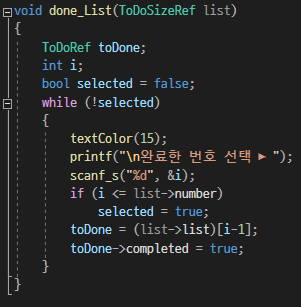 void done_List(ToDoSizeRef list)
{
ToDoRef toDone;
int i;
bool selected = false;
while (!selected)
{
textColor(15);
printf("\n완료한 번호 선택 ▶ ");
scanf_s("%d", &i);
if (i <= list->number)
selected = true;
toDone = (list->list)[i-1];
toDone->completed = true;
}
}